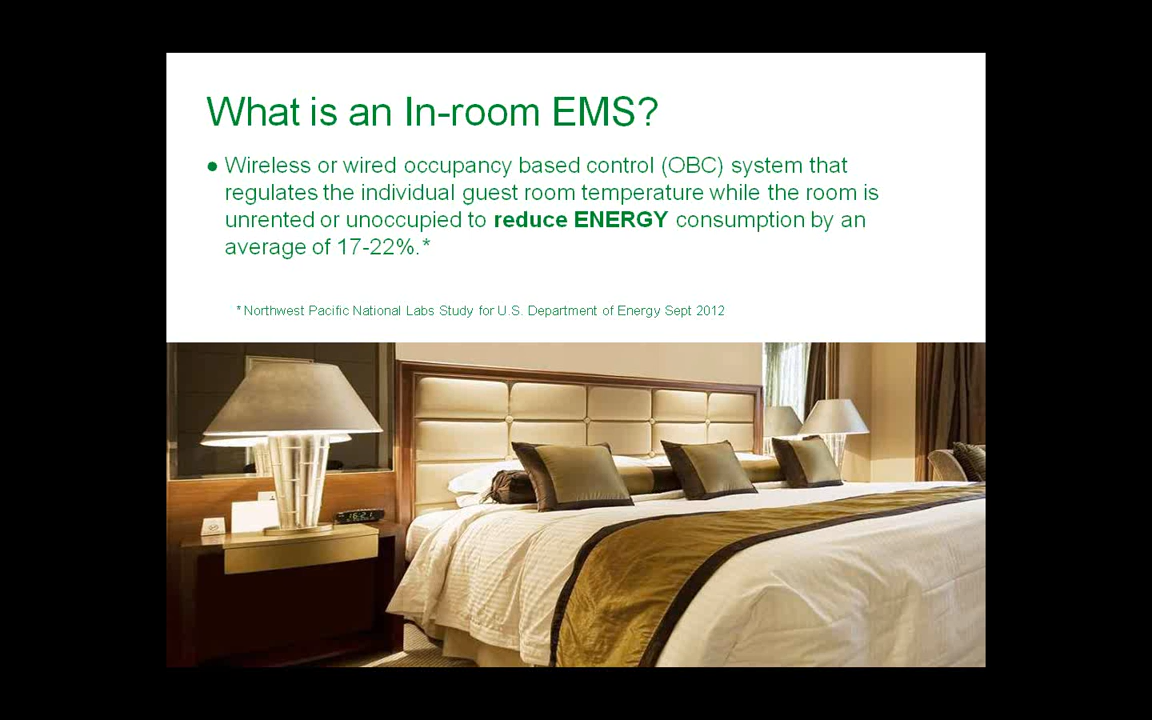 What is an In-room EMS?
● Wireless or wired occupancy based control (OBC) system that
regulates the individual guest room temperature while the room is
unrented or unoccupied to reduce ENERGY consumption by an
average of 17-22%.*
* Northwest Pacific National Labs Study for U.S. Department of Energy Sept 2012
16:21